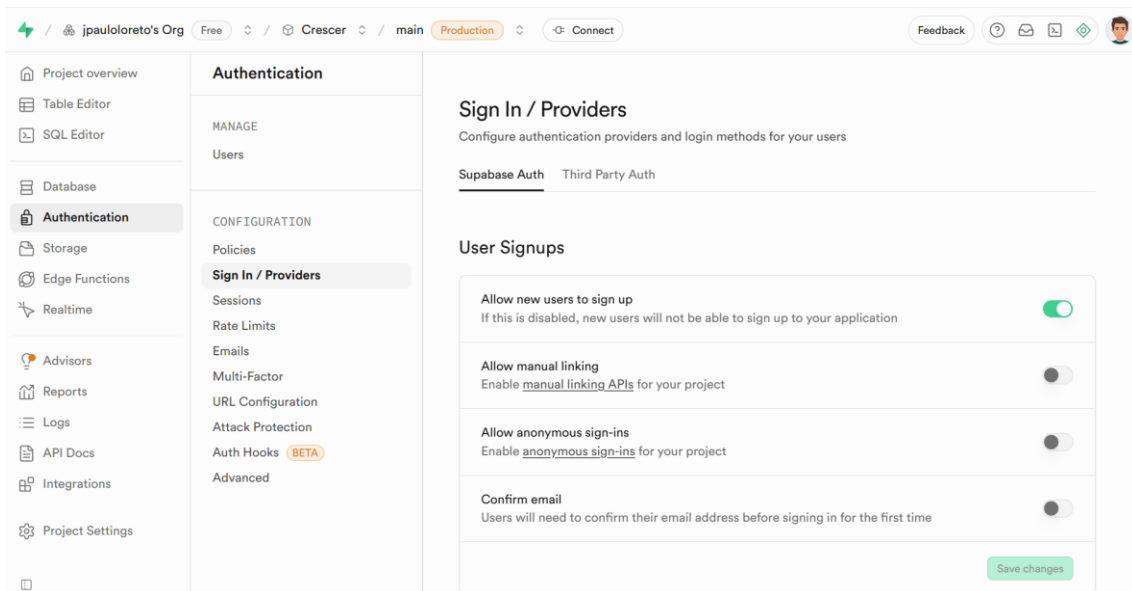 / jpauloloreto's Org Free / Crescer / main Production Connect Feedback
Project overview
Table Editor
SQL Editor
Database
Authentication
Storage
Edge Functions
Realtime
Advisors
Reports
Logs
API Docs
Integrations
Project Settings
Authentication
MANAGE
Users
CONFIGURATION
Policies
Sign In / Providers
Sessions
Rate Limits
Emails
Multi-Factor
URL Configuration
Attack Protection
Auth Hooks BETA
Advanced
Sign In / Providers
Configure authentication providers and login methods for your users
Supabase Auth Third Party Auth
User Signups
Allow new users to sign up
If this is disabled, new users will not be able to sign up to your application
Allow manual linking
Enable manual linking APIs for your project
Allow anonymous sign-ins
Enable anonymous sign-ins for your project
Confirm email
Users will need to confirm their email address before signing in for the first time
Save changes